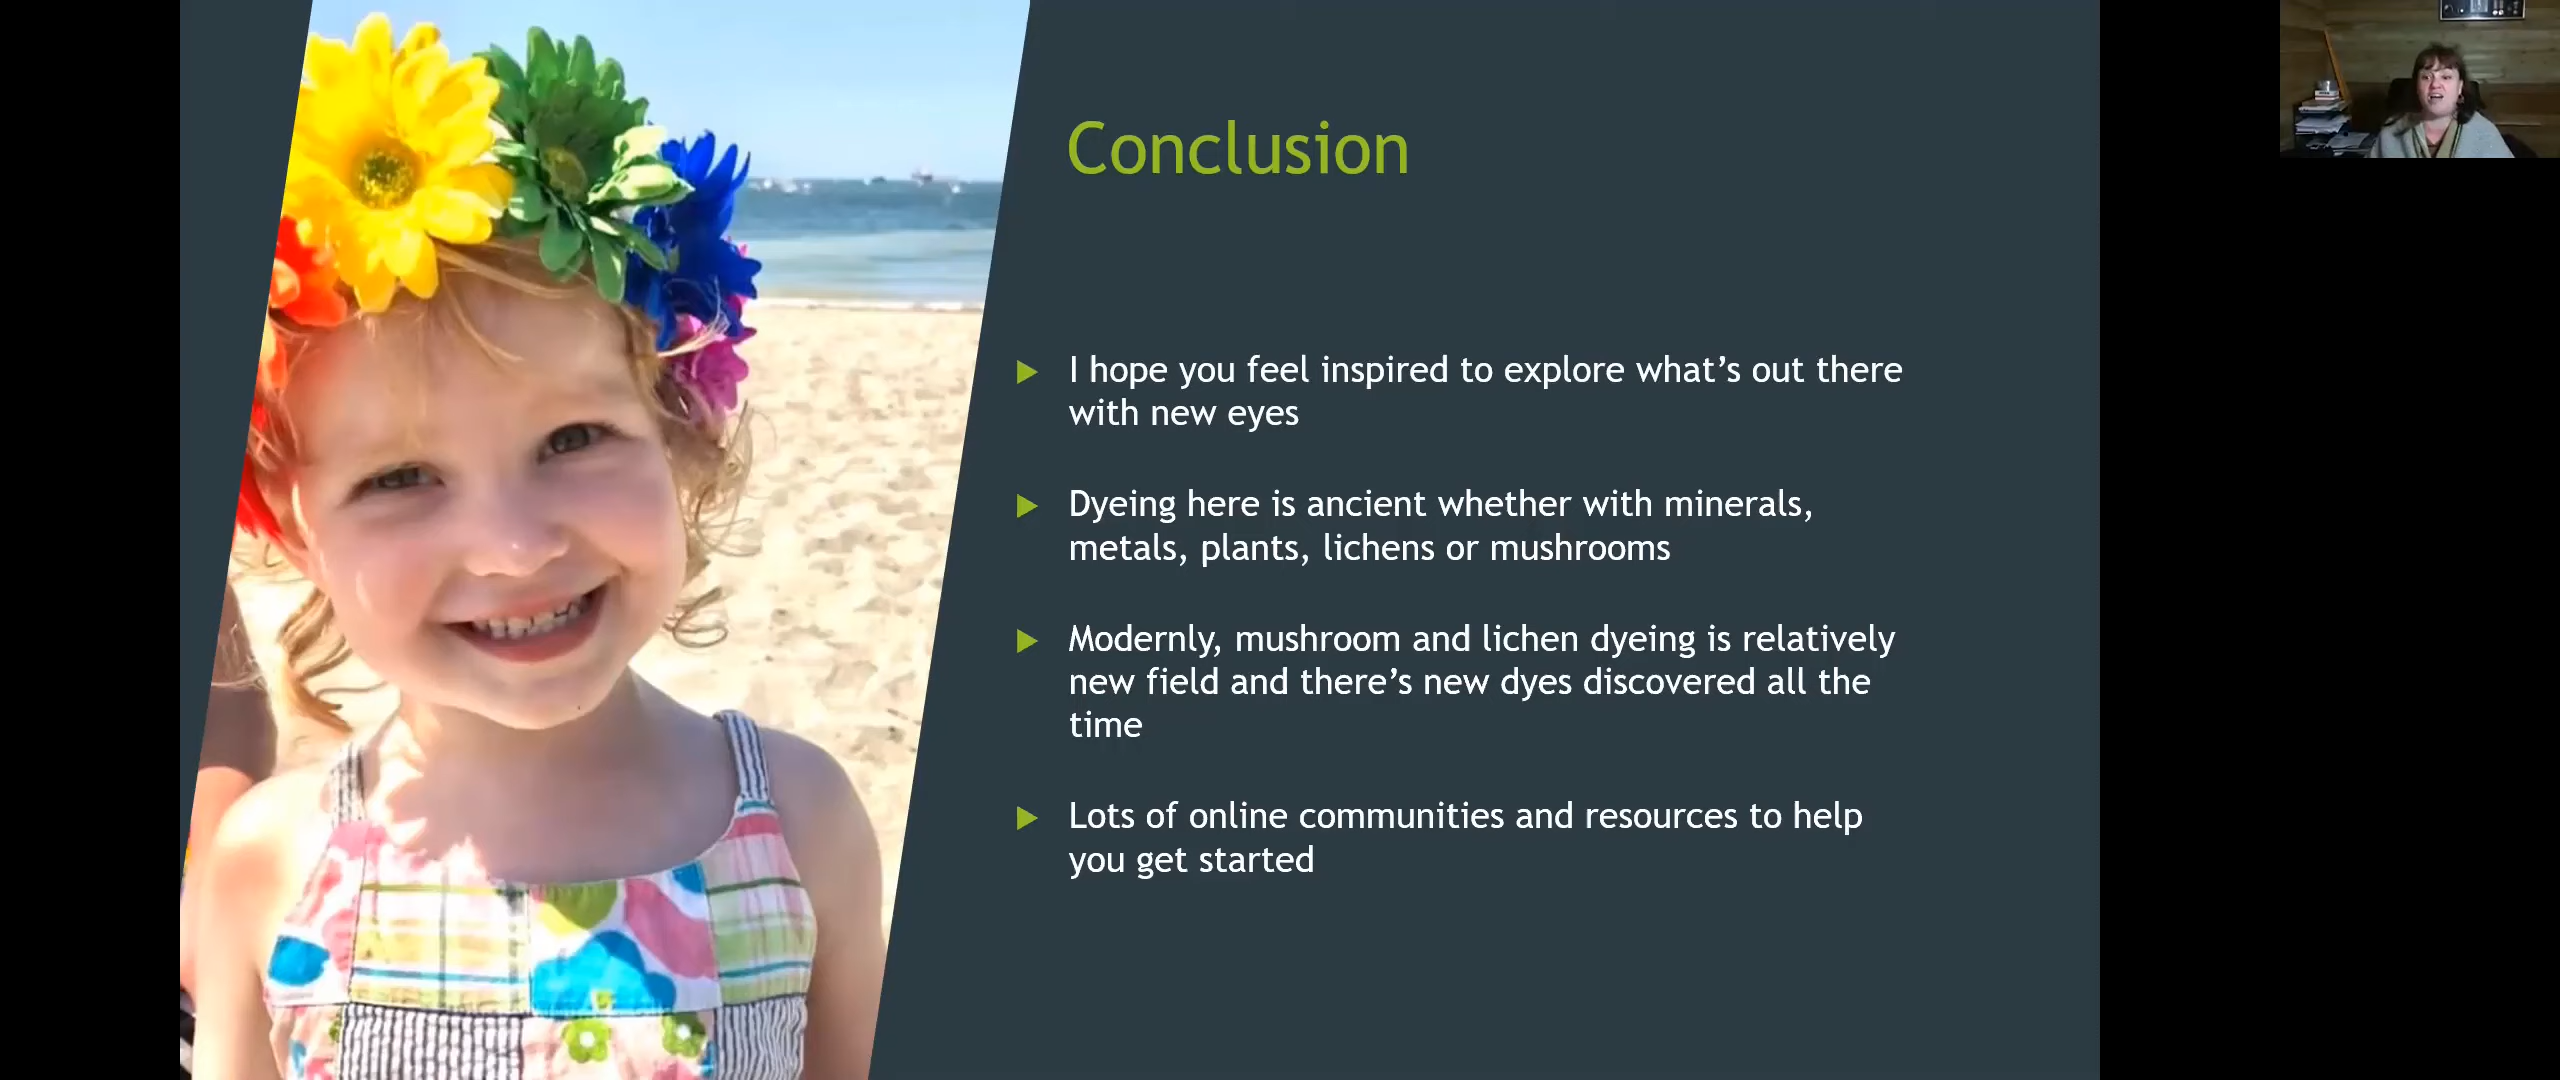 Conclusion
I hope you feel inspired to explore what’s out there
with new eyes
Dyeing here is ancient whether with minerals,
metals, plants, lichens or mushrooms
Modernly, mushroom and lichen dyeing is relatively
new field and there’s new dyes discovered all the
time
Lots of online communities and resources to help
you get started